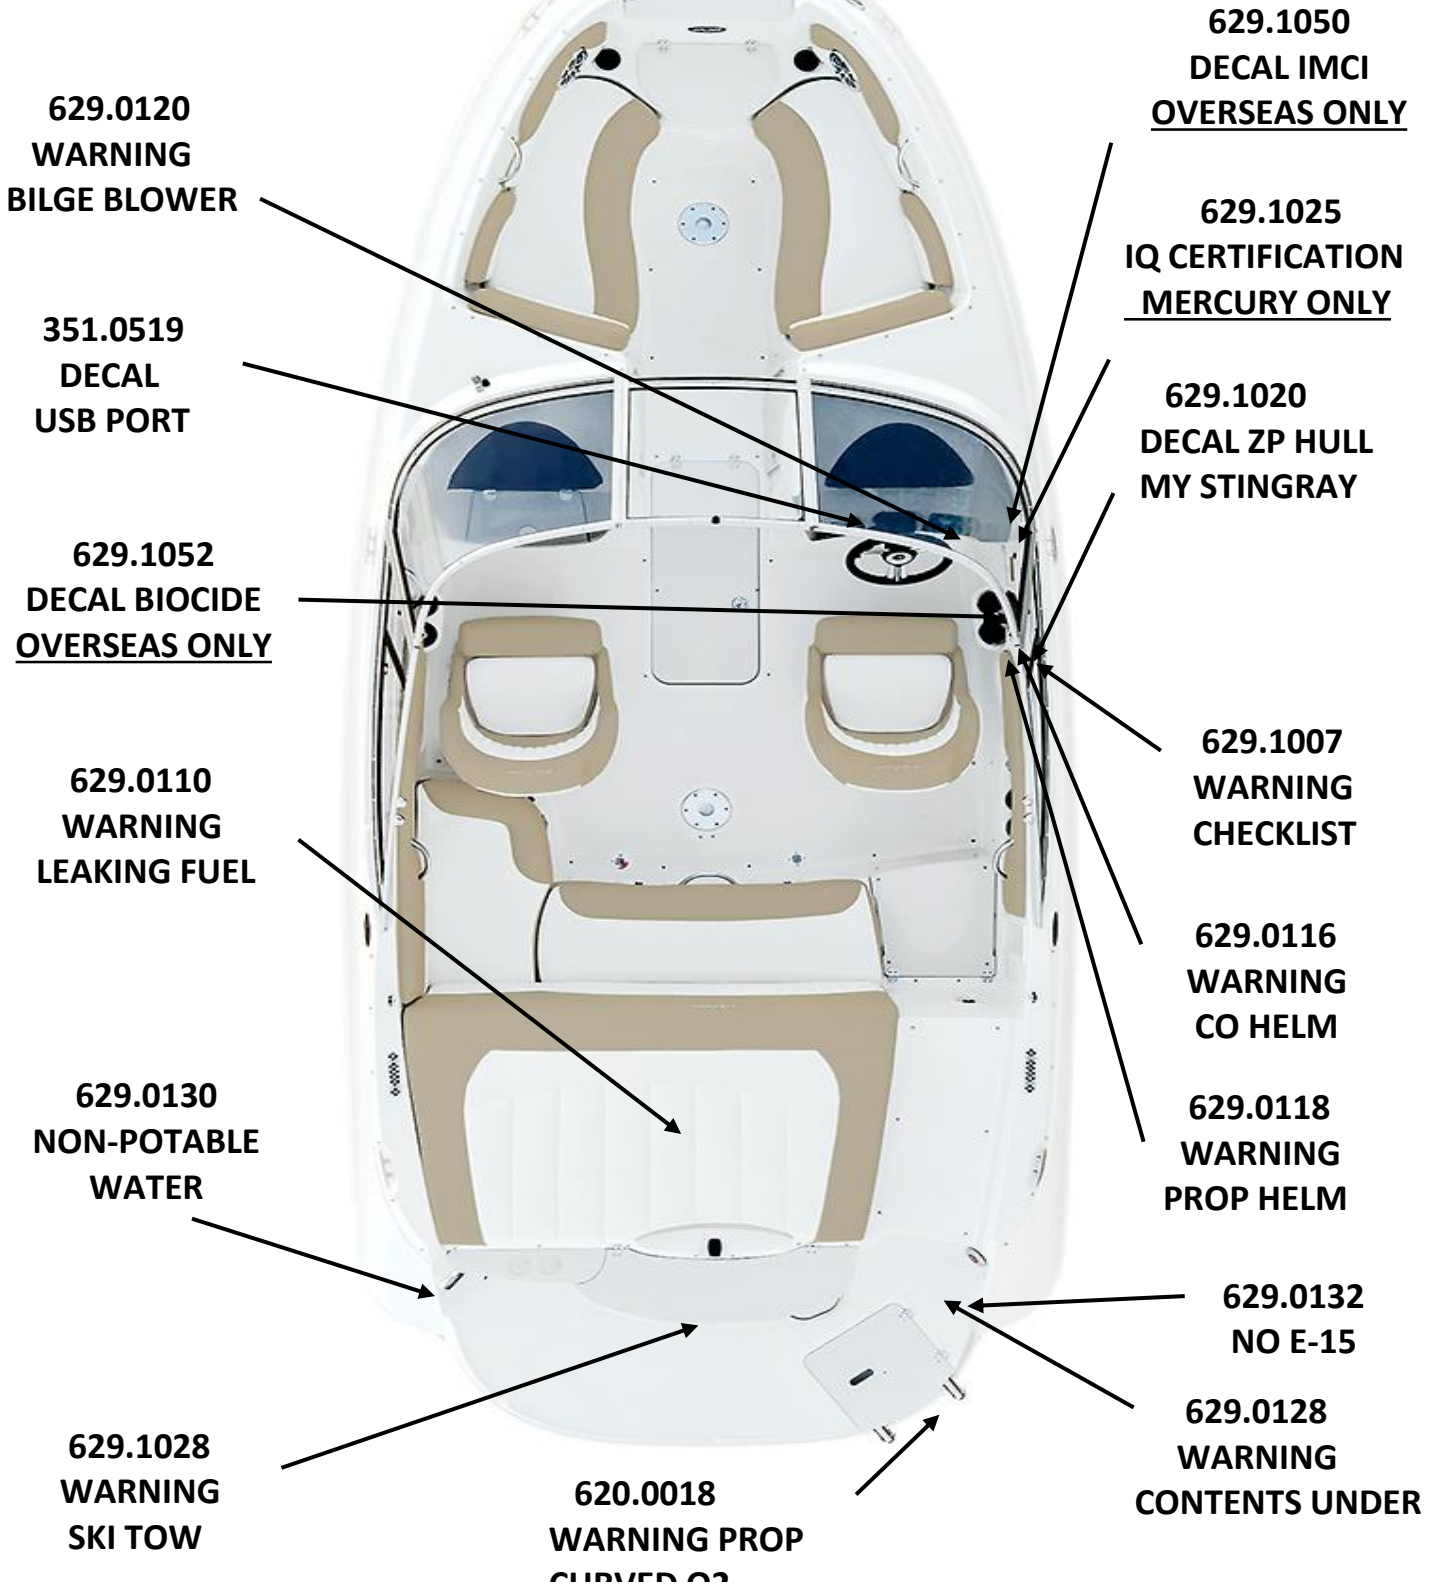 629.1050
DECAL IMCI
OVERSEAS ONLY
629.0120
WARNING
BILGE BLOWER
629.1025
IQ CERTIFICATION
MERCURY ONLY
351.0519
DECAL
USB PORT
629.1020
DECAL ZP HULL
MY STINGRAY
629.1052
DECAL BIOCIDE
OVERSEAS ONLY
629.1007
WARNING
CHECKLIST
629.0110
WARNING
LEAKING FUEL
629.0116
WARNING
CO HELM
629.0130
NON-POTABLE
WATER
629.0118
WARNING
PROP HELM
629.0132
NO E-15
629.0128
WARNING
CONTENTS UNDER
629.1028
WARNING
SKI TOW
620.0018
WARNING PROP
CURVED